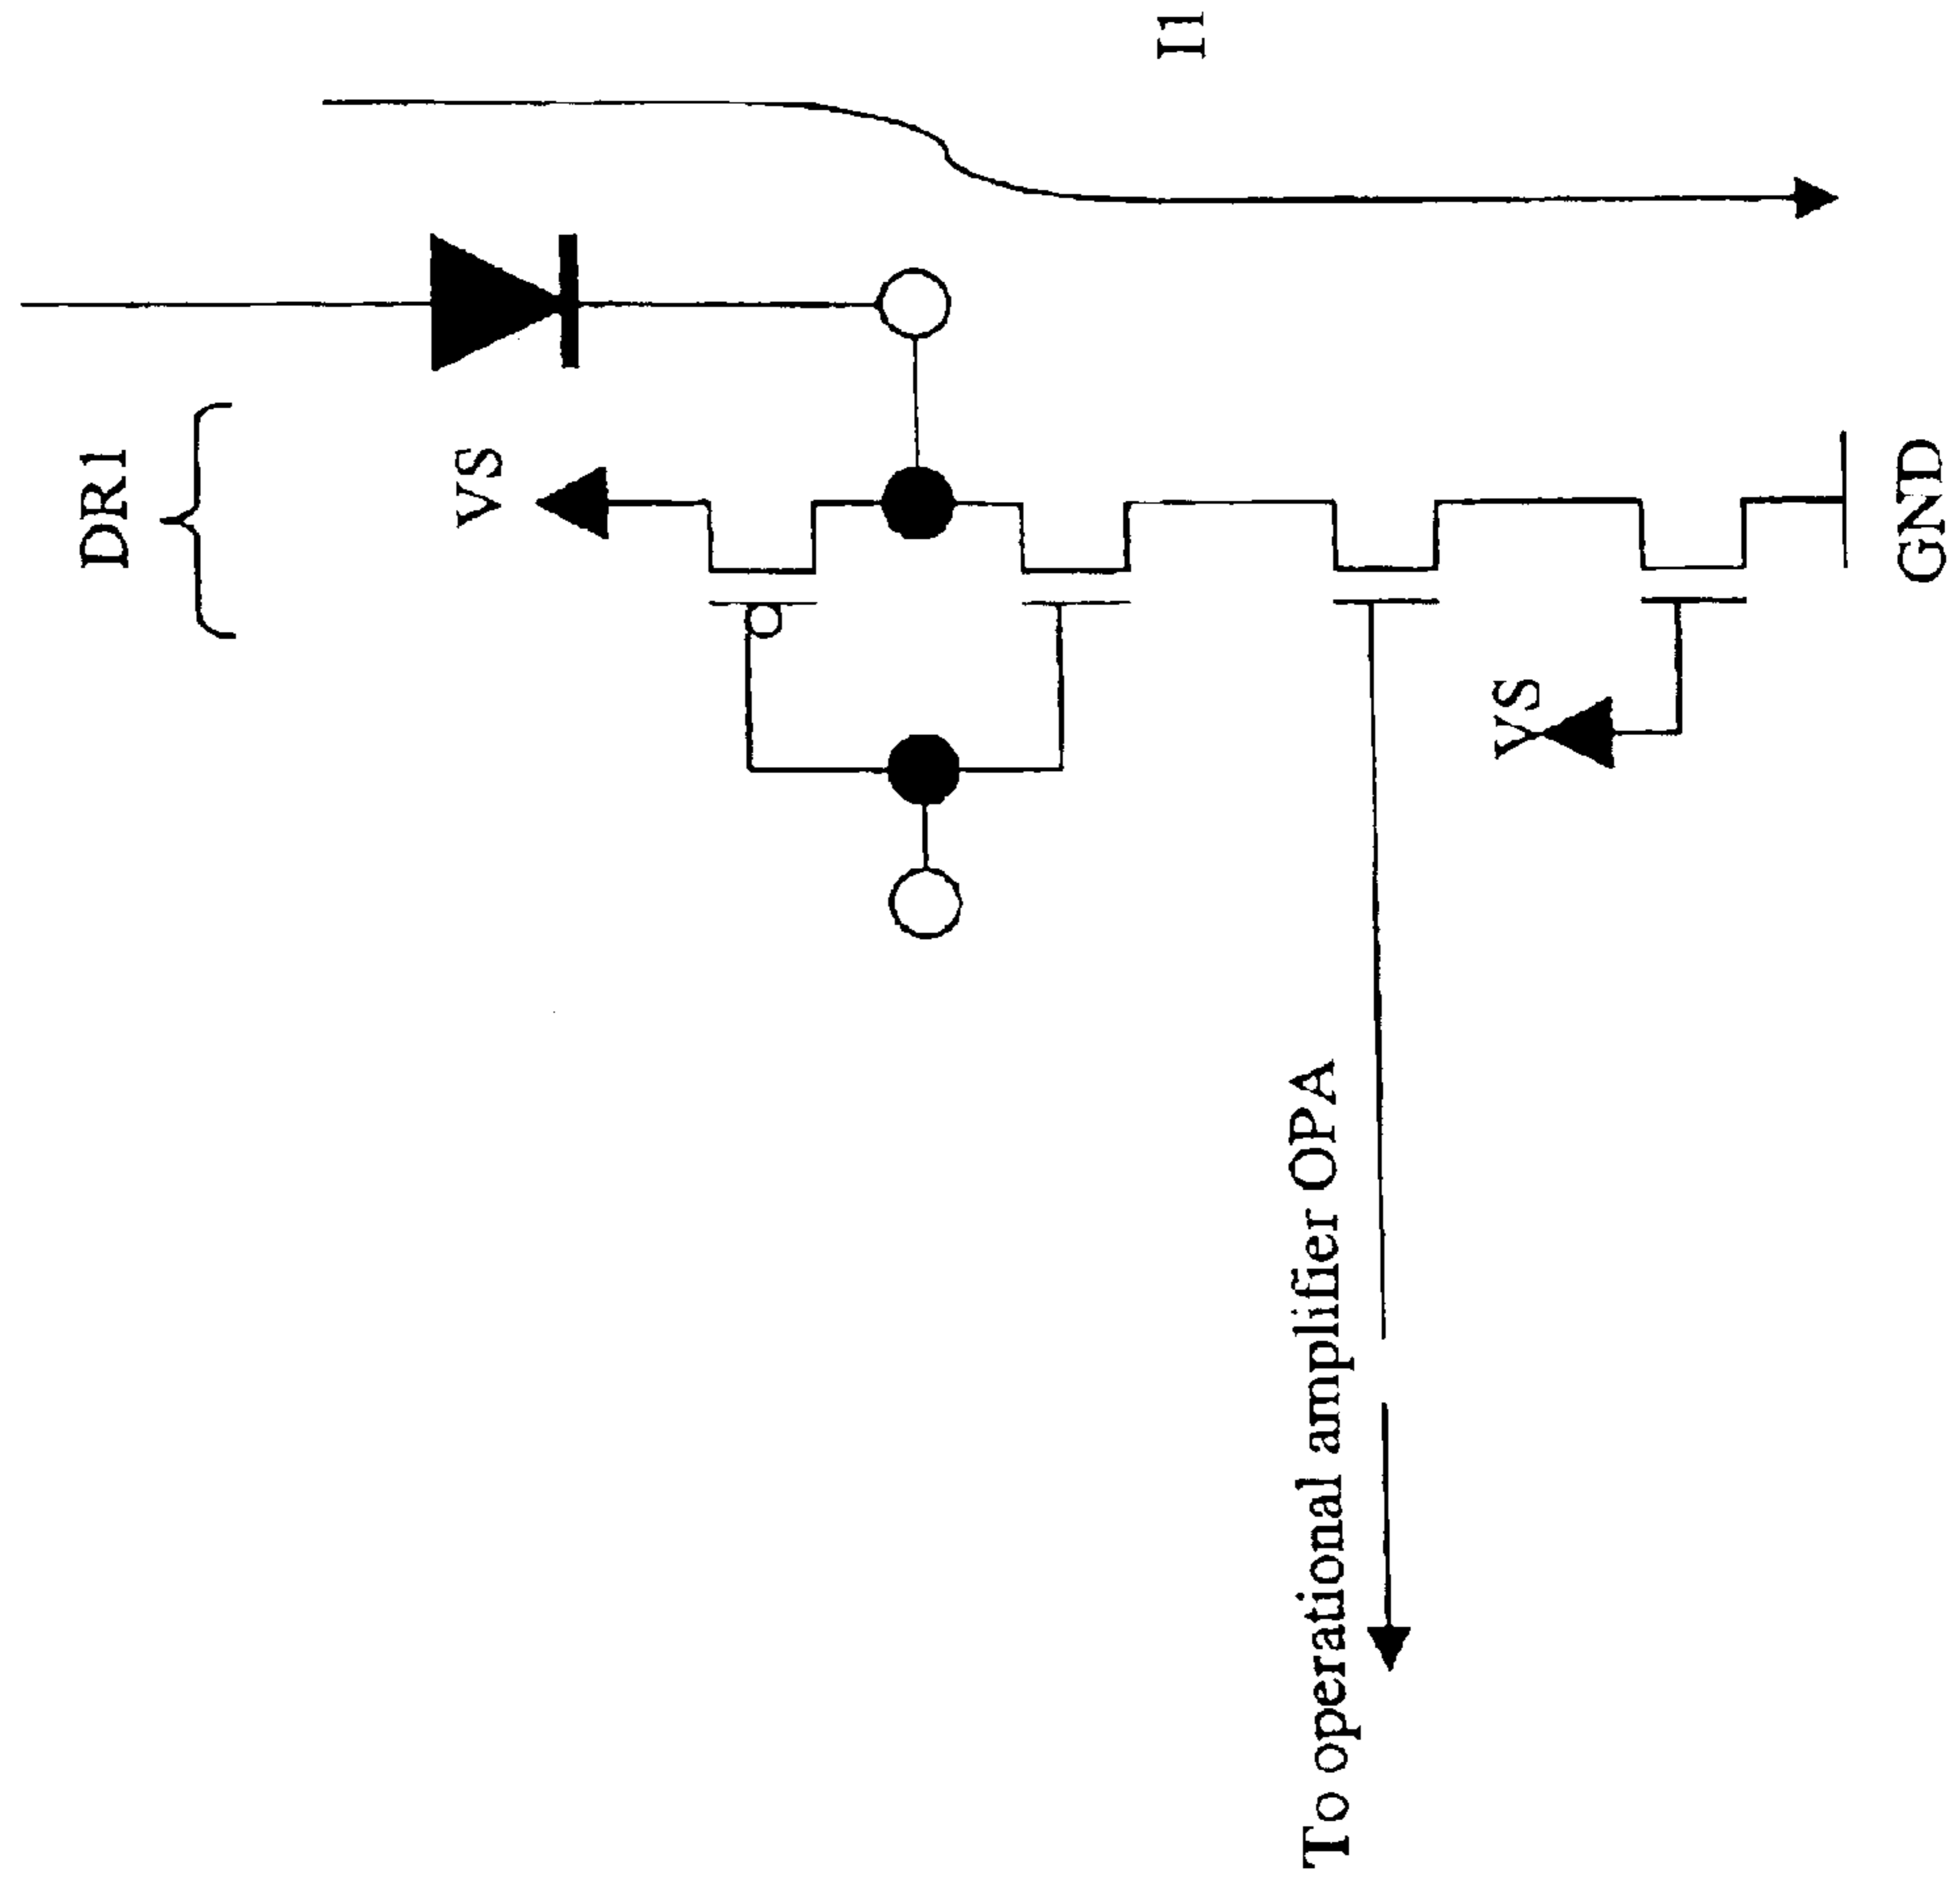 DR1
I1
VS
VS
GND
To operational amplifier OPA